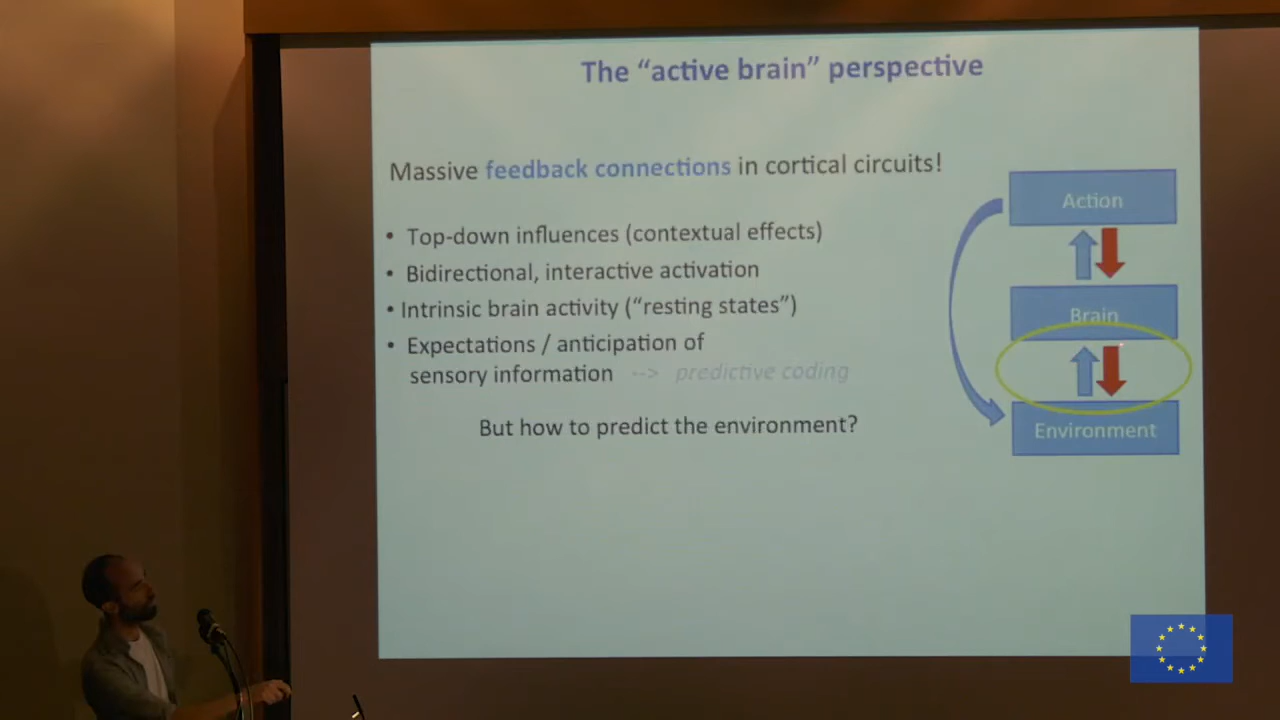 The “active brain” perspective
Massive feedback connections in cortical circuits!
• Top-down influences (contextual effects)
• Bidirectional, interactive activation
• Intrinsic brain activity (“resting states”)
• Expectations / anticipation of
sensory information --> predictive coding
But how to predict the environment?
Action
Brain
Environment